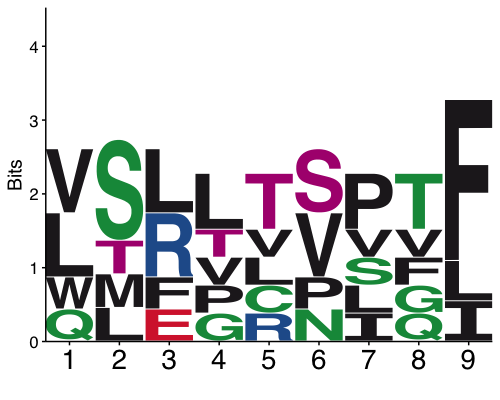 Bits
4
3
2
1
0
V S L L T S P T F
L T R T V V V V L
W M F V L P S F I
Q L E P C N L G
G R I Q
1 2 3 4 5 6 7 8 9